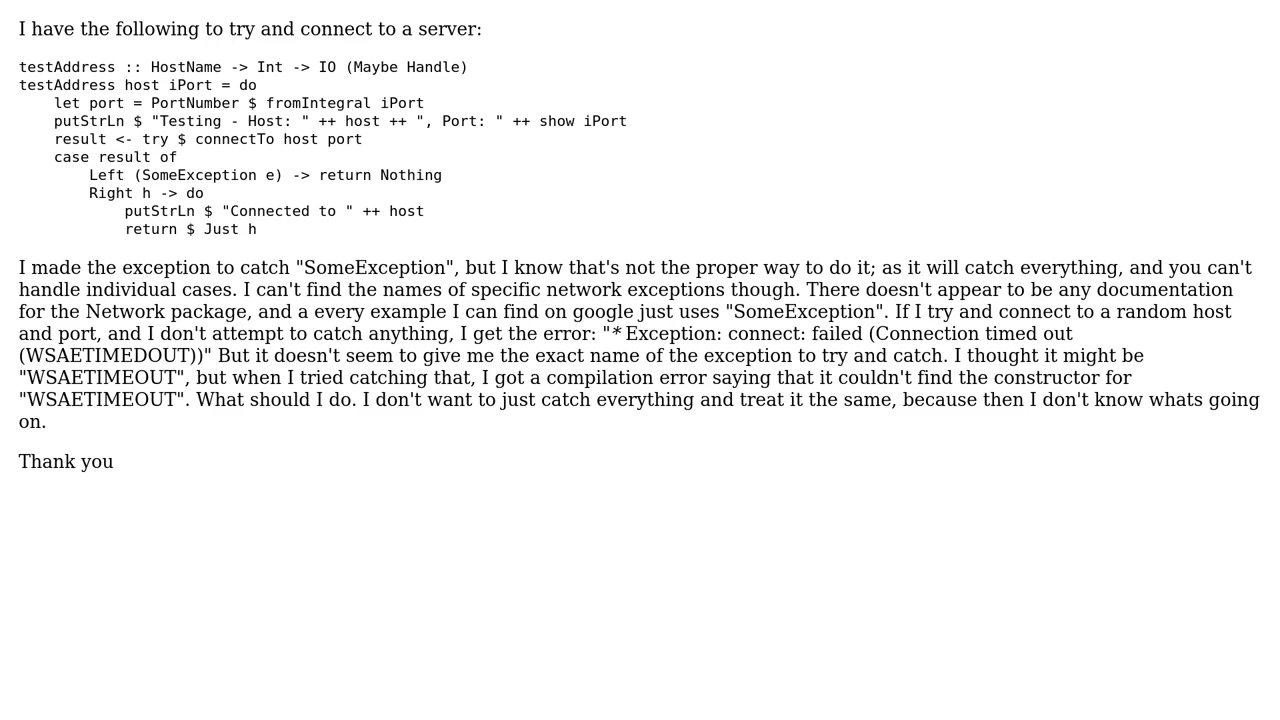 I have the following to try and connect to a server:
testAddress :: HostName -> Int -> IO (Maybe Handle)
testAddress host iPort = do
    let port = PortNumber $ fromIntegral iPort
    putStrLn $ "Testing - Host: " ++ host ++ ", Port: " ++ show iPort
    result <- try $ connectTo host port
    case result of
        Left (SomeException e) -> return Nothing
        Right h -> do
            putStrLn $ "Connected to " ++ host
            return $ Just h
I made the exception to catch "SomeException", but I know that's not the proper way to do it; as it will catch everything, and you can't
handle individual cases. I can't find the names of specific network exceptions though. There doesn't appear to be any documentation
for the Network package, and a every example I can find on google just uses "SomeException". If I try and connect to a random host
and port, and I don't attempt to catch anything, I get the error: "* Exception: connect: failed (Connection timed out
(WSAETIMEDOUT))" But it doesn't seem to give me the exact name of the exception to try and catch. I thought it might be
"WSAETIMEOUT", but when I tried catching that, I got a compilation error saying that it couldn't find the constructor for
"WSAETIMEOUT". What should I do. I don't want to just catch everything and treat it the same, because then I don't know whats going
on.
Thank you